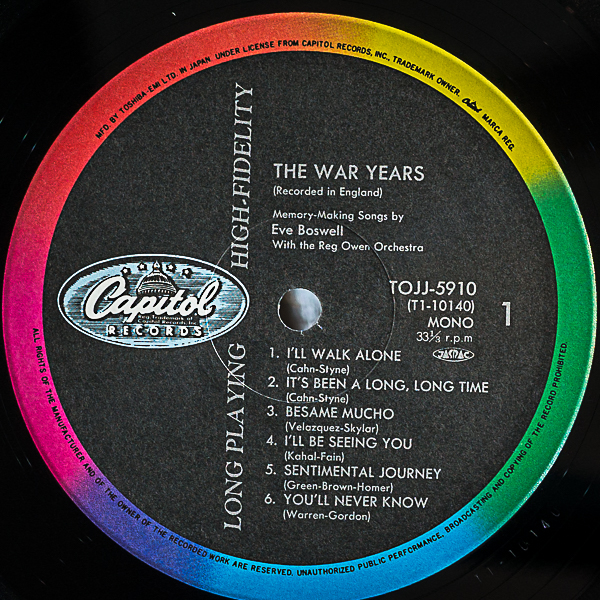 MFD. BY TOSHIBA-EMI LTD. IN JAPAN. UNDER LICENSE FROM CAPITOL RECORDS, INC., TRADEMARK OWNER. Capitol MARCA REG.
LONG PLAYING HIGH-FIDELITY
THE WAR YEARS
(Recorded in England)
Memory-Making Songs by
Eve Boswell
With the Reg Owen Orchestra
Capitol
Reg. Trademark of
Capitol Records Inc.
RECORDS
TOJJ-5910
(T1-10140)
MONO
33⅓ r.p.m
JASRAC
1
1. I'LL WALK ALONE
(Cahn-Styne)
2. IT'S BEEN A LONG, LONG TIME
(Cahn-Styne)
3. BESAME MUCHO
(Velazquez-Skylar)
4. I'LL BE SEEING YOU
(Kahal-Fain)
5. SENTIMENTAL JOURNEY
(Green-Brown-Homer)
6. YOU'LL NEVER KNOW
(Warren-Gordon)
ALL RIGHTS OF THE MANUFACTURER AND OF THE OWNER OF THE RECORDED WORK ARE RESERVED. UNAUTHORIZED PUBLIC PERFORMANCE, BROADCASTING AND COPYING OF THE RECORD PROHIBITED.